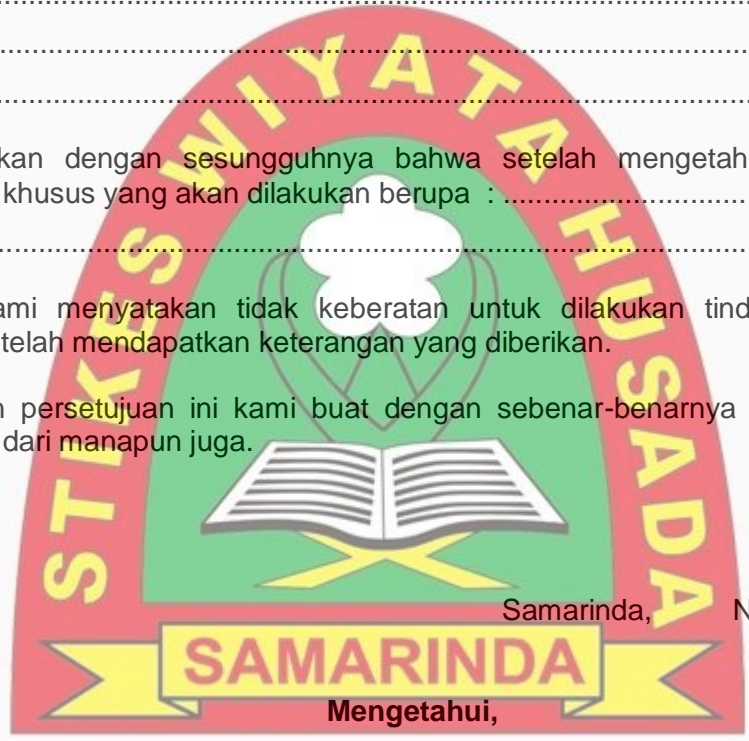 ................................................................................................
................................................................................................
................................................................................................
kan dengan sesungguhnya bahwa setelah mengetah
khusus yang akan dilakukan berupa : ................................
................................................................................................
ami menyatakan tidak keberatan untuk dilakukan tind
telah mendapatkan keterangan yang diberikan.
n persetujuan ini kami buat dengan sebenar-benarnya
dari manapun juga.
STIKES WIYATA HUSADA
Samarinda, N
SAMARINDA
Mengetahui,